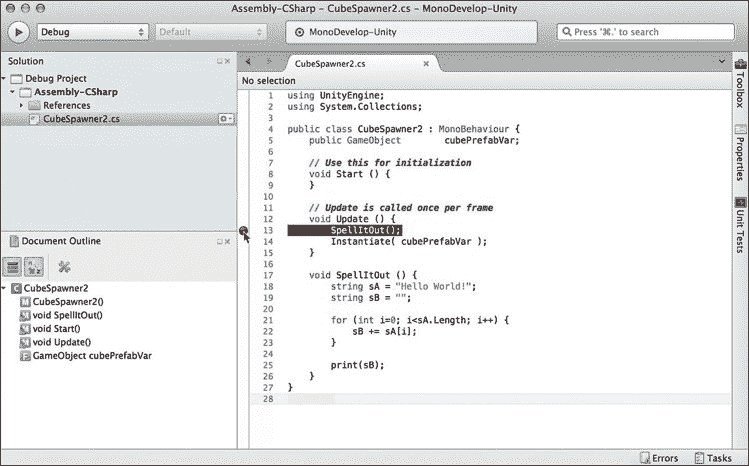 Assembly-CSharp – CubeSpawner2.cs – MonoDevelop-Unity
Debug
Default
MonoDevelop-Unity
Press '⌘.' to search
Solution
Debug Project
Assembly-CSharp
References
CubeSpawner2.cs
Document Outline
CubeSpawner2
CubeSpawner2()
void SpellItOut()
void Start()
void Update()
GameObject cubePrefabVar
CubeSpawner2.cs
No selection
1 using UnityEngine;
2 using System.Collections;
3
4 public class CubeSpawner2 : MonoBehaviour {
5     public GameObject        cubePrefabVar;
6
7     // Use this for initialization
8     void Start () {
9     }
10
11     // Update is called once per frame
12     void Update () {
13         SpellItOut();
14         Instantiate( cubePrefabVar );
15     }
16
17     void SpellItOut () {
18         string sA = "Hello World!";
19         string sB = "";
20
21         for (int i=0; i<sA.Length; i++) {
22             sB += sA[i];
23         }
24
25         print(sB);
26     }
27 }
28
Toolbox
Properties
Unit Tests
Errors
Tasks